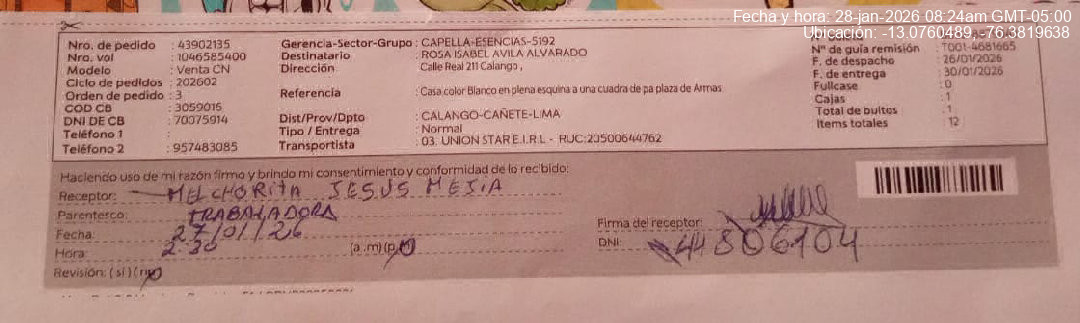 Fecha y hora: 28-jan-2026 08:24am GMT-05:00
Ubicación: -13.0760489, -76.3819638
Nro. de pedido : 43902135
Nro. vol : 1046585400
Modelo : Venta CN
Ciclo de pedidos : 202602
Orden de pedido : 3
COD CB : 3059015
DNI DE CB : 70075914
Teléfono 1 :
Teléfono 2 : 957483085
Gerencia-Sector-Grupo : CAPELLA-ESENCIAS-5192
Destinatario : ROSA ISABEL AVILA ALVARADO
Dirección Calle Real 211 Calango ,
Referencia : Casa color Blanco en plena esquina a una cuadra de pa plaza de Armas
Dist/Prov/Dpto : CALANGO-CAÑETE-LIMA
Tipo / Entrega : Normal
Transportista : 03. UNION STAR E.I.R.L - RUC:20500644762
N° de guía remisión : T001-4681665
F. de despacho : 26/01/2026
F. de entrega : 30/01/2026
Fullcase : 0
Cajas : 1
Total de bultos : 1
Items totales : 12
Haciendo uso de mi razón firmo y brindo mi consentimiento y conformidad de lo recibido:
Receptor: MELCHORITA JESUS MESIA
Parenterco: TRABAJADORA
Fecha: 27/01/26
Hora: 2:30 (a.m) (p.m)
Revisión: (si) (no)
Firma del receptor:
DNI: 44806104